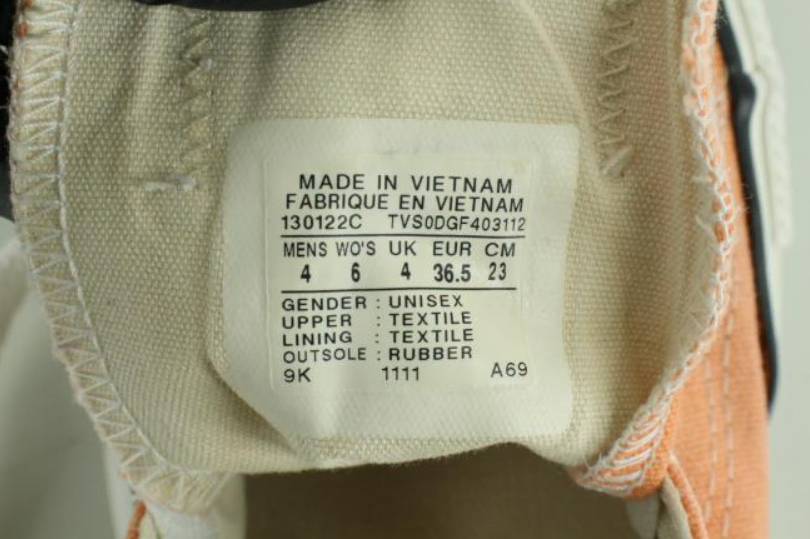 MADE IN VIETNAM
FABRIQUE EN VIETNAM
130122C TVS0DGF403112
MENS WO'S UK EUR CM
4 6 4 36.5 23
GENDER : UNISEX
UPPER : TEXTILE
LINING : TEXTILE
OUTSOLE : RUBBER
9K 1111 A69